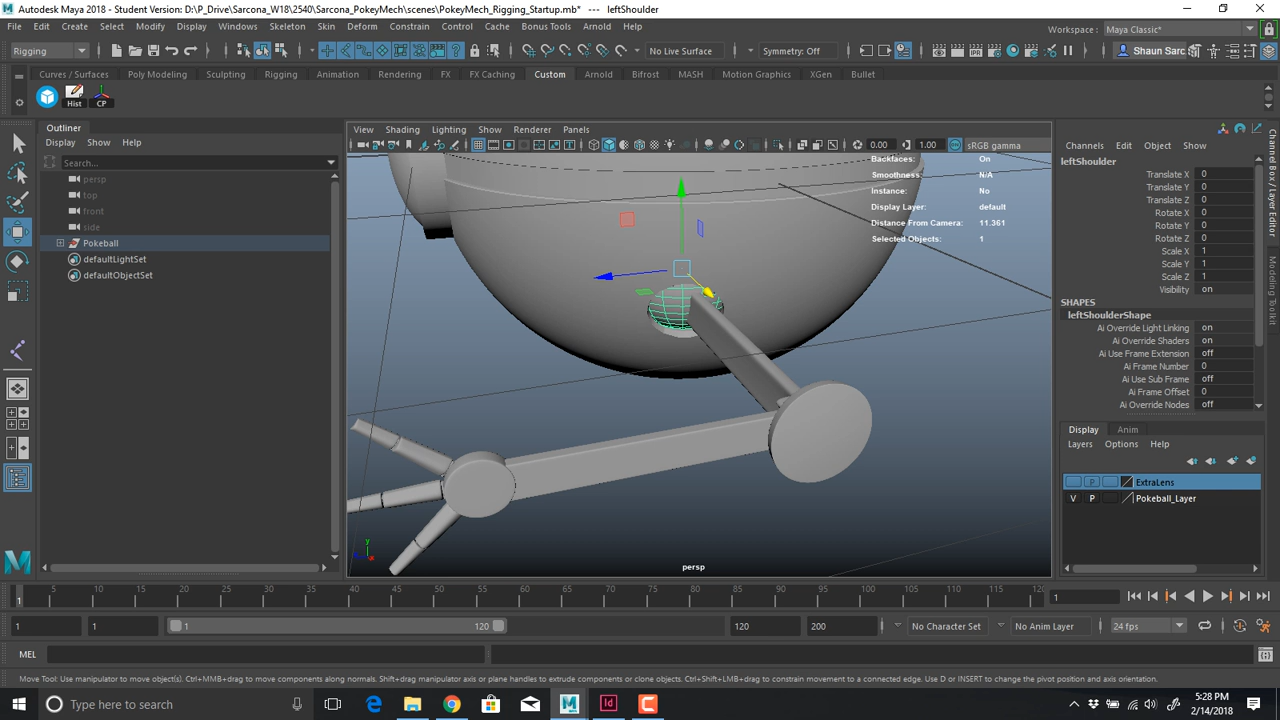 Autodesk Maya 2018 - Student Version: D:\P_Drive\Sarcona_W18\2540\Sarcona_PokeyMech\scenes\PokeyMech_Rigging_Startup.mb* --- leftShoulder
File Edit Create Select Modify Display Windows Skeleton Skin Deform Constrain Control Cache Bonus Tools Arnold Help
Workspace : Maya Classic*
Rigging No Live Surface Symmetry: Off Shaun Sarc
Curves / Surfaces Poly Modeling Sculpting Rigging Animation Rendering FX FX Caching Custom Arnold Bifrost MASH Motion Graphics XGen Bullet
Hist CP
Outliner
Display Show Help
Search...
persp
top
front
side
Pokeball
defaultLightSet
defaultObjectSet
View Shading Lighting Show Renderer Panels
0.00 1.00 sRGB gamma
Backfaces: On
Smoothness: N/A
Instance: No
Display Layer: default
Distance From Camera: 11.361
Selected Objects: 1
y
persp
Channels Edit Object Show
leftShoulder
Translate X 0
Translate Y 0
Translate Z 0
Rotate X 0
Rotate Y 0
Rotate Z 0
Scale X 1
Scale Y 1
Scale Z 1
Visibility on
SHAPES
leftShoulderShape
Ai Override Light Linking on
Ai Override Shaders on
Ai Use Frame Extension off
Ai Frame Number 0
Ai Use Sub Frame off
Ai Frame Offset 0
Ai Override Nodes off
Channel Box / Layer Editor
Modeling Toolkit
Display Anim
Layers Options Help
P ExtraLens
V P Pokeball_Layer
1 5 10 15 20 25 30 35 40 45 50 55 60 65 70 75 80 85 90 95 100 105 110 115 120
1
1 1 1 120 120 200 No Character Set No Anim Layer 24 fps
MEL
Move Tool: Use manipulator to move object(s). Ctrl+MMB+drag to move components along normals. Shift+drag manipulator axis or plane handles to extrude components or clone objects. Ctrl+Shift+LMB+drag to constrain movement to a connected edge. Use D or INSERT to change the pivot position and axis orientation.
Type here to search
5:28 PM
2/14/2018